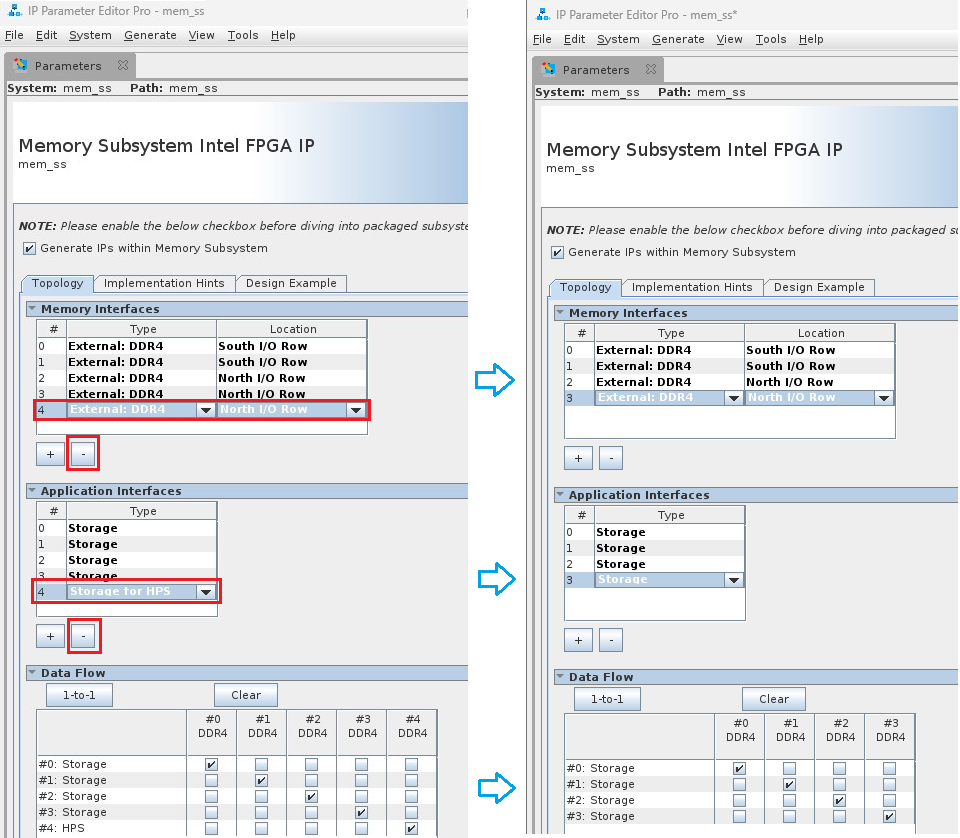 IP Parameter Editor Pro - mem_ss
File Edit System Generate View Tools Help
Parameters
System: mem_ss Path: mem_ss
Memory Subsystem Intel FPGA IP
mem_ss
NOTE: Please enable the below checkbox before diving into packaged subsyste
Generate IPs within Memory Subsystem
Topology Implementation Hints Design Example
Memory Interfaces
# Type Location
0 External: DDR4 South I/O Row
1 External: DDR4 South I/O Row
2 External: DDR4 North I/O Row
3 External: DDR4 North I/O Row
4 External: DDR4 North I/O Row
+ -
Application Interfaces
# Type
0 Storage
1 Storage
2 Storage
3 Storage
4 Storage for HPS
+ -
Data Flow
1-to-1 Clear
#0 #1 #2 #3 #4
DDR4 DDR4 DDR4 DDR4 DDR4
#0: Storage
#1: Storage
#2: Storage
#3: Storage
#4: HPS
IP Parameter Editor Pro - mem_ss*
File Edit System Generate View Tools Help
Parameters
System: mem_ss Path: mem_ss
Memory Subsystem Intel FPGA IP
mem_ss
NOTE: Please enable the below checkbox before diving into packaged su
Generate IPs within Memory Subsystem
Topology Implementation Hints Design Example
Memory Interfaces
# Type Location
0 External: DDR4 South I/O Row
1 External: DDR4 South I/O Row
2 External: DDR4 North I/O Row
3 External: DDR4 North I/O Row
+ -
Application Interfaces
# Type
0 Storage
1 Storage
2 Storage
3 Storage
+ -
Data Flow
1-to-1 Clear
#0 #1 #2 #3
DDR4 DDR4 DDR4 DDR4
#0: Storage
#1: Storage
#2: Storage
#3: Storage